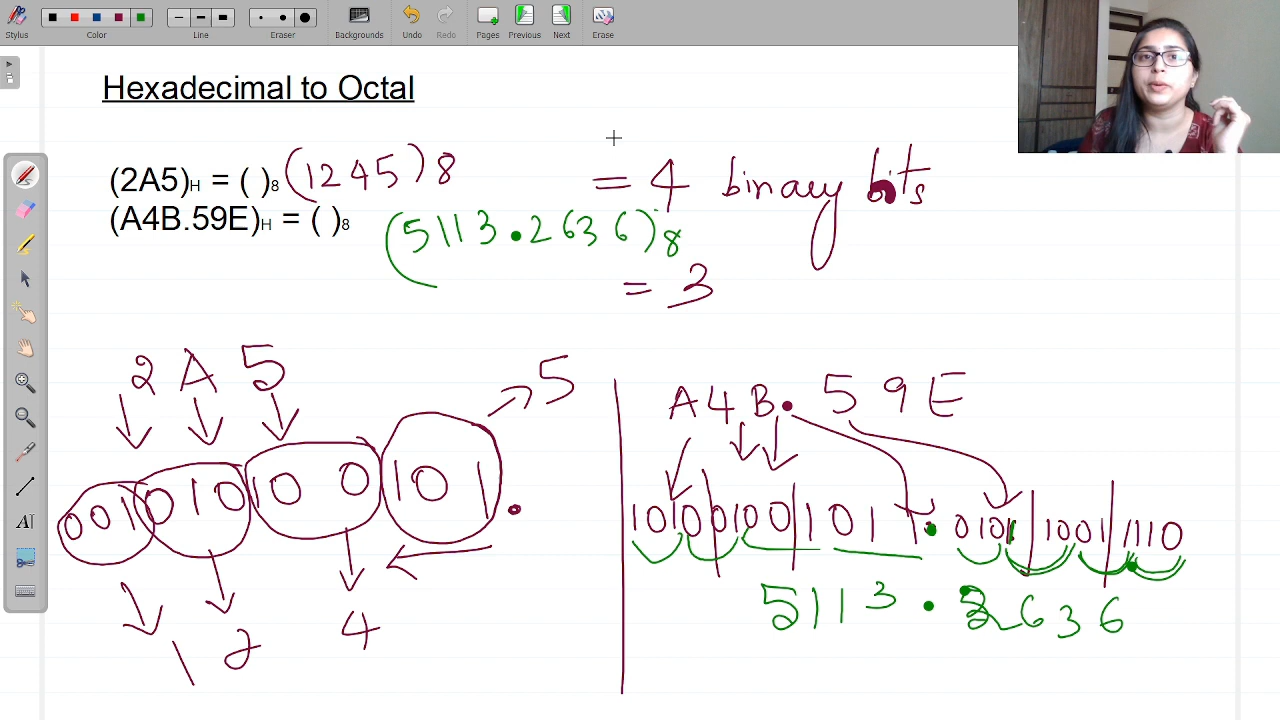 Stylus Color Line Eraser Backgrounds Undo Redo Pages Previous Next Erase
Hexadecimal to Octal
(2A5)H = ( )8 (1245)8
= 4 binary bits
(A4B.59E)H = ( )8 (5113.2636)8
= 3
2 A 5
5
001 010 100 101 .
1 2 4
A4B.59E
1010 0100 1011 . 0101 1001 1110
5113 . 2636